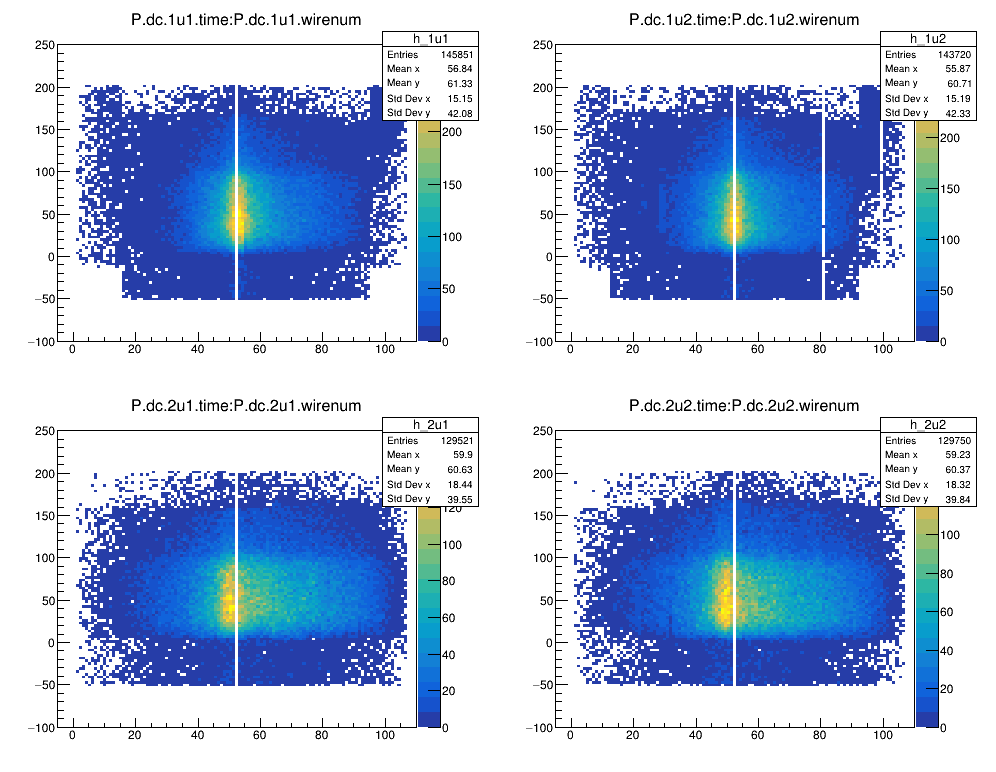 P.dc.1u1.time:P.dc.1u1.wirenum
h_1u1
Entries 145851
Mean x 56.84
Mean y 61.33
Std Dev x 15.15
Std Dev y 42.08
250
200
150
100
50
0
−50
−100
0 20 40 60 80 100
200
150
100
50
0
P.dc.1u2.time:P.dc.1u2.wirenum
h_1u2
Entries 143720
Mean x 55.87
Mean y 60.71
Std Dev x 15.19
Std Dev y 42.33
250
200
150
100
50
0
−50
−100
0 20 40 60 80 100
200
150
100
50
0
P.dc.2u1.time:P.dc.2u1.wirenum
h_2u1
Entries 129521
Mean x 59.9
Mean y 60.63
Std Dev x 18.44
Std Dev y 39.55
250
200
150
100
50
0
−50
−100
0 20 40 60 80 100
120
100
80
60
40
20
0
P.dc.2u2.time:P.dc.2u2.wirenum
h_2u2
Entries 129750
Mean x 59.23
Mean y 60.37
Std Dev x 18.32
Std Dev y 39.84
250
200
150
100
50
0
−50
−100
0 20 40 60 80 100
100
80
60
40
20
0